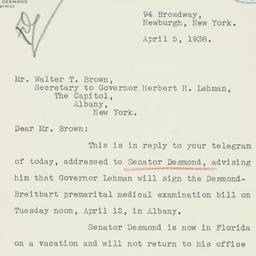 DESMOND
DISTRICT
94 Broadway,
Newburgh, New York.
April 5, 1938.
Mr. Walter T. Brown,
Secretary to Governor Herbert H. Lehman,
The Capitol,
Albany,
New York.
Dear Mr. Brown:
This is in reply to your telegram
of today, addressed to Senator Desmond, advising
him that Governor Lehman will sign the Desmond-
Breitbart premarital medical examination bill on
Tuesday noon, April 12, in Albany.
Senator Desmond is now in Florida
on a vacation and will not return to his office